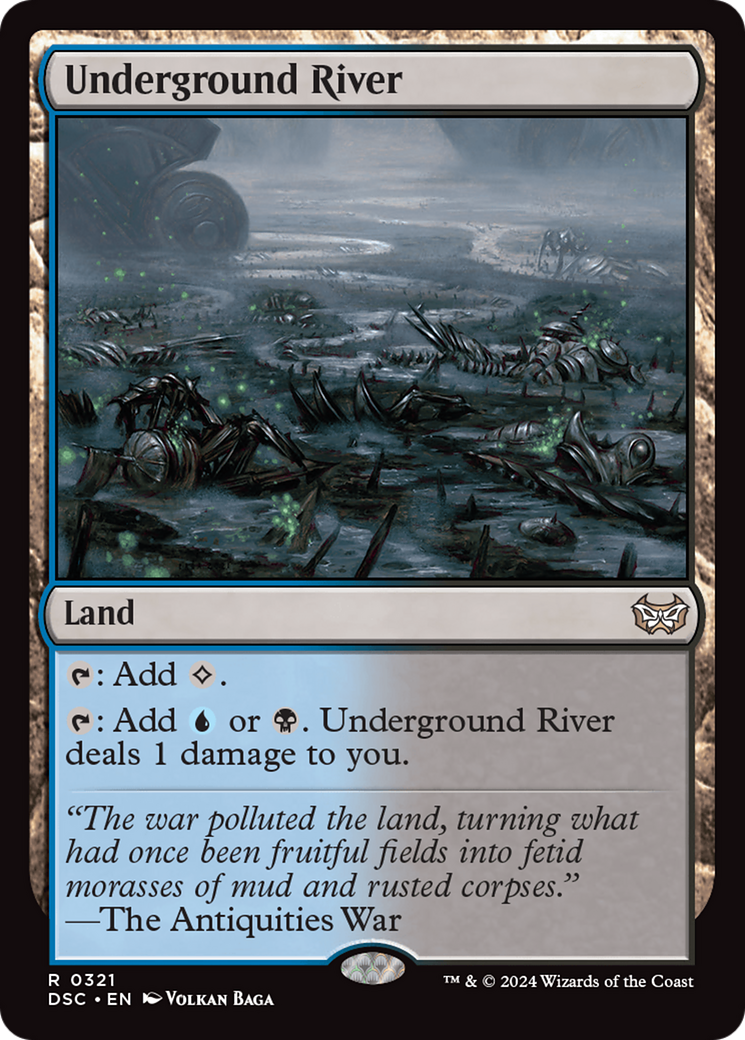 Underground River
Land
: Add .
: Add or . Underground River
deals 1 damage to you.
“The war polluted the land, turning what
had once been fruitful fields into fetid
morasses of mud and rusted corpses.”
—The Antiquities War
R 0321
DSC • EN Volkan Baga
™ & © 2024 Wizards of the Coast